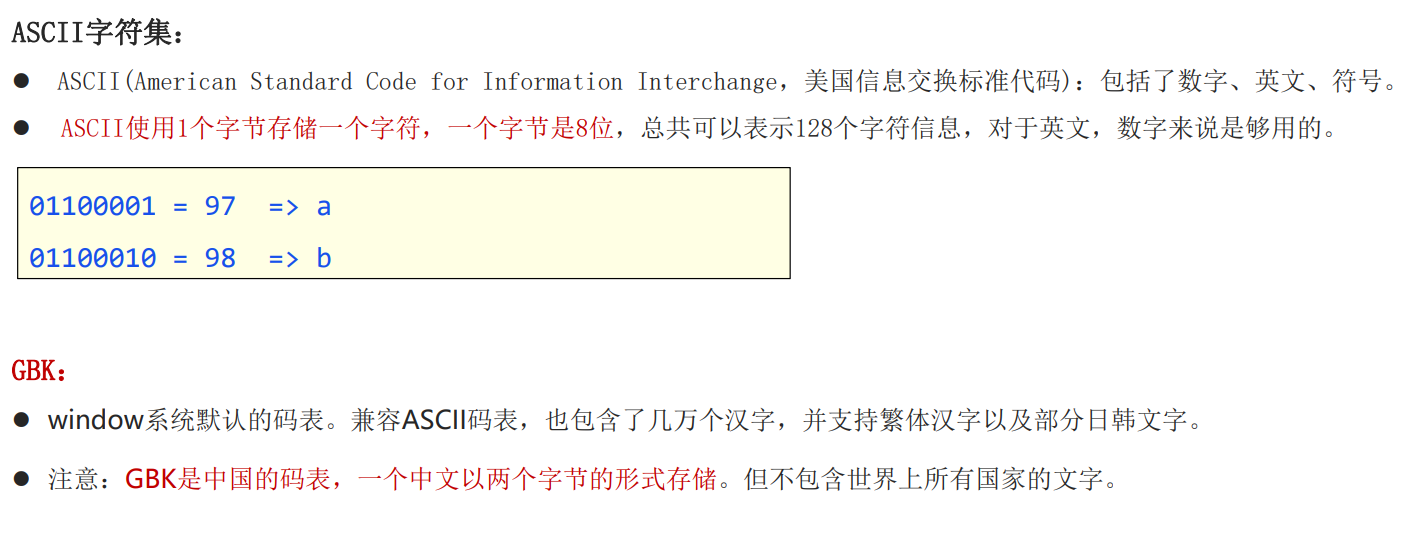 ASCII字符集：
● ASCII(American Standard Code for Information Interchange，美国信息交换标准代码)：包括了数字、英文、符号。
● ASCII使用1个字节存储一个字符，一个字节是8位，总共可以表示128个字符信息，对于英文，数字来说是够用的。
01100001 = 97  => a
01100010 = 98  => b
GBK：
● window系统默认的码表。兼容ASCII码表，也包含了几万个汉字，并支持繁体汉字以及部分日韩文字。
● 注意：GBK是中国的码表，一个中文以两个字节的形式存储。但不包含世界上所有国家的文字。